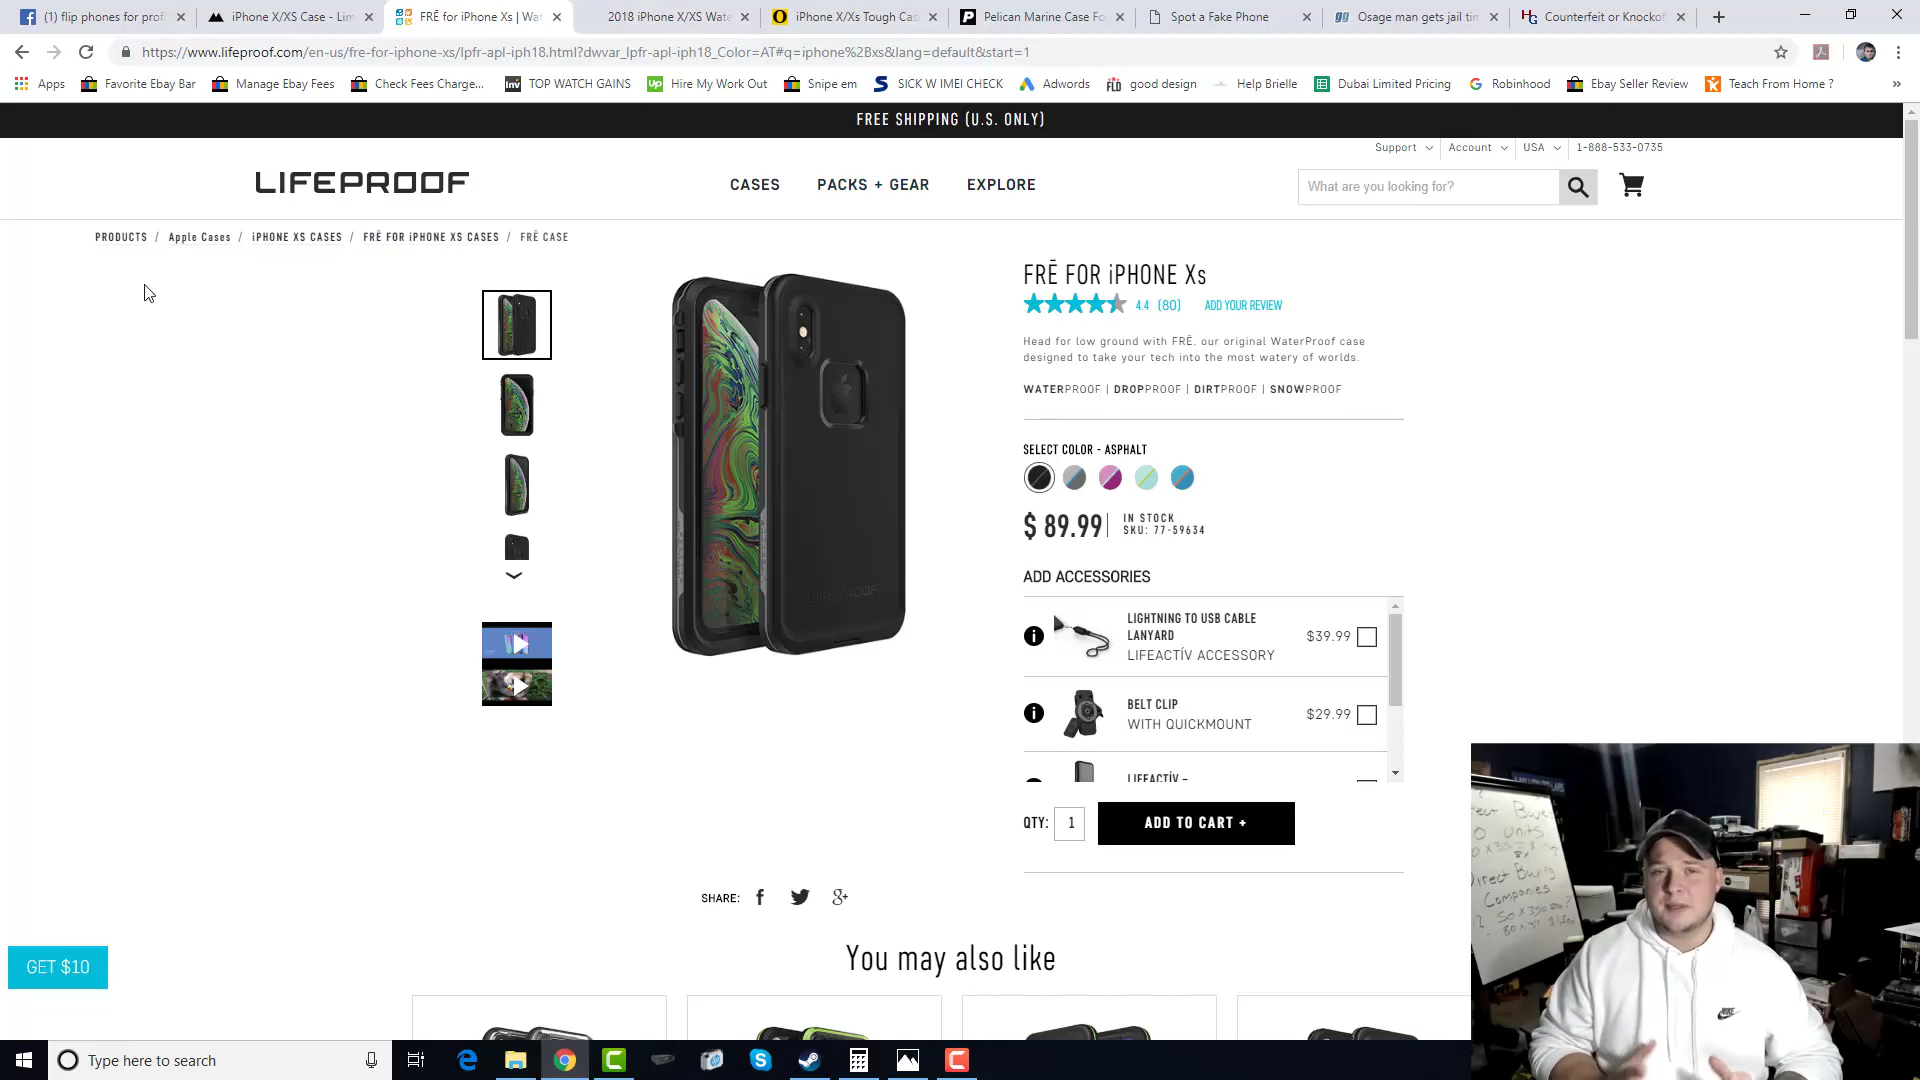 (1) flip phones for profi
iPhone X/XS Case - Lim
FRĒ for iPhone Xs | Wat
2018 iPhone X/XS Wate
iPhone X/Xs Tough Cas
Pelican Marine Case Fo
Spot a Fake Phone
Osage man gets jail tim
Counterfeit or Knockof
https://www.lifeproof.com/en-us/fre-for-iphone-xs/lpfr-apl-iph18.html?dwvar_lpfr-apl-iph18_Color=AT#q=iphone%2Bxs&lang=default&start=1
Apps Favorite Ebay Bar Manage Ebay Fees Check Fees Charge... TOP WATCH GAINS Hire My Work Out Snipe em SICK W IMEI CHECK Adwords good design Help Brielle Dubai Limited Pricing Robinhood Ebay Seller Review Teach From Home ?
FREE SHIPPING (U.S. ONLY)
Support Account USA 1-888-533-0735
LIFEPROOF
CASES PACKS + GEAR EXPLORE
What are you looking for?
PRODUCTS / Apple Cases / iPHONE XS CASES / FRĒ FOR iPHONE XS CASES / FRĒ CASE
FRĒ FOR iPHONE Xs
4.4 (80) ADD YOUR REVIEW
Head for low ground with FRĒ, our original WaterProof case
designed to take your tech into the most watery of worlds.
WATERPROOF | DROPPROOF | DIRTPROOF | SNOWPROOF
SELECT COLOR - ASPHALT
$ 89.99
IN STOCK
SKU: 77-59634
ADD ACCESSORIES
LIGHTNING TO USB CABLE
LANYARD
LIFEACTÍV ACCESSORY
$39.99
BELT CLIP
WITH QUICKMOUNT
$29.99
LIFEACTÍV –
LIFEPROOF
QTY: 1 ADD TO CART +
SHARE:
GET $10
You may also like
Direct Buying
Companies
Type here to search